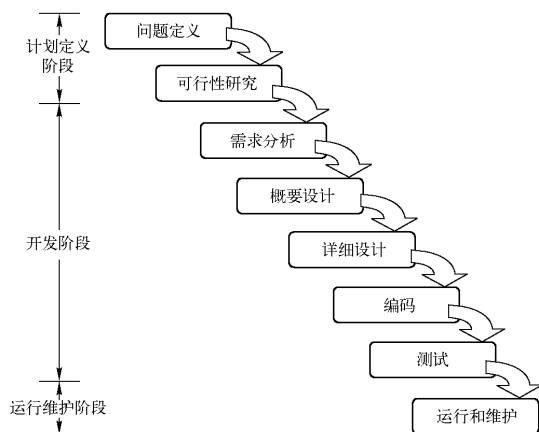 问题定义
计划定义
阶段
可行性研究
需求分析
概要设计
开发阶段
详细设计
编码
测试
运行维护阶段
运行和维护